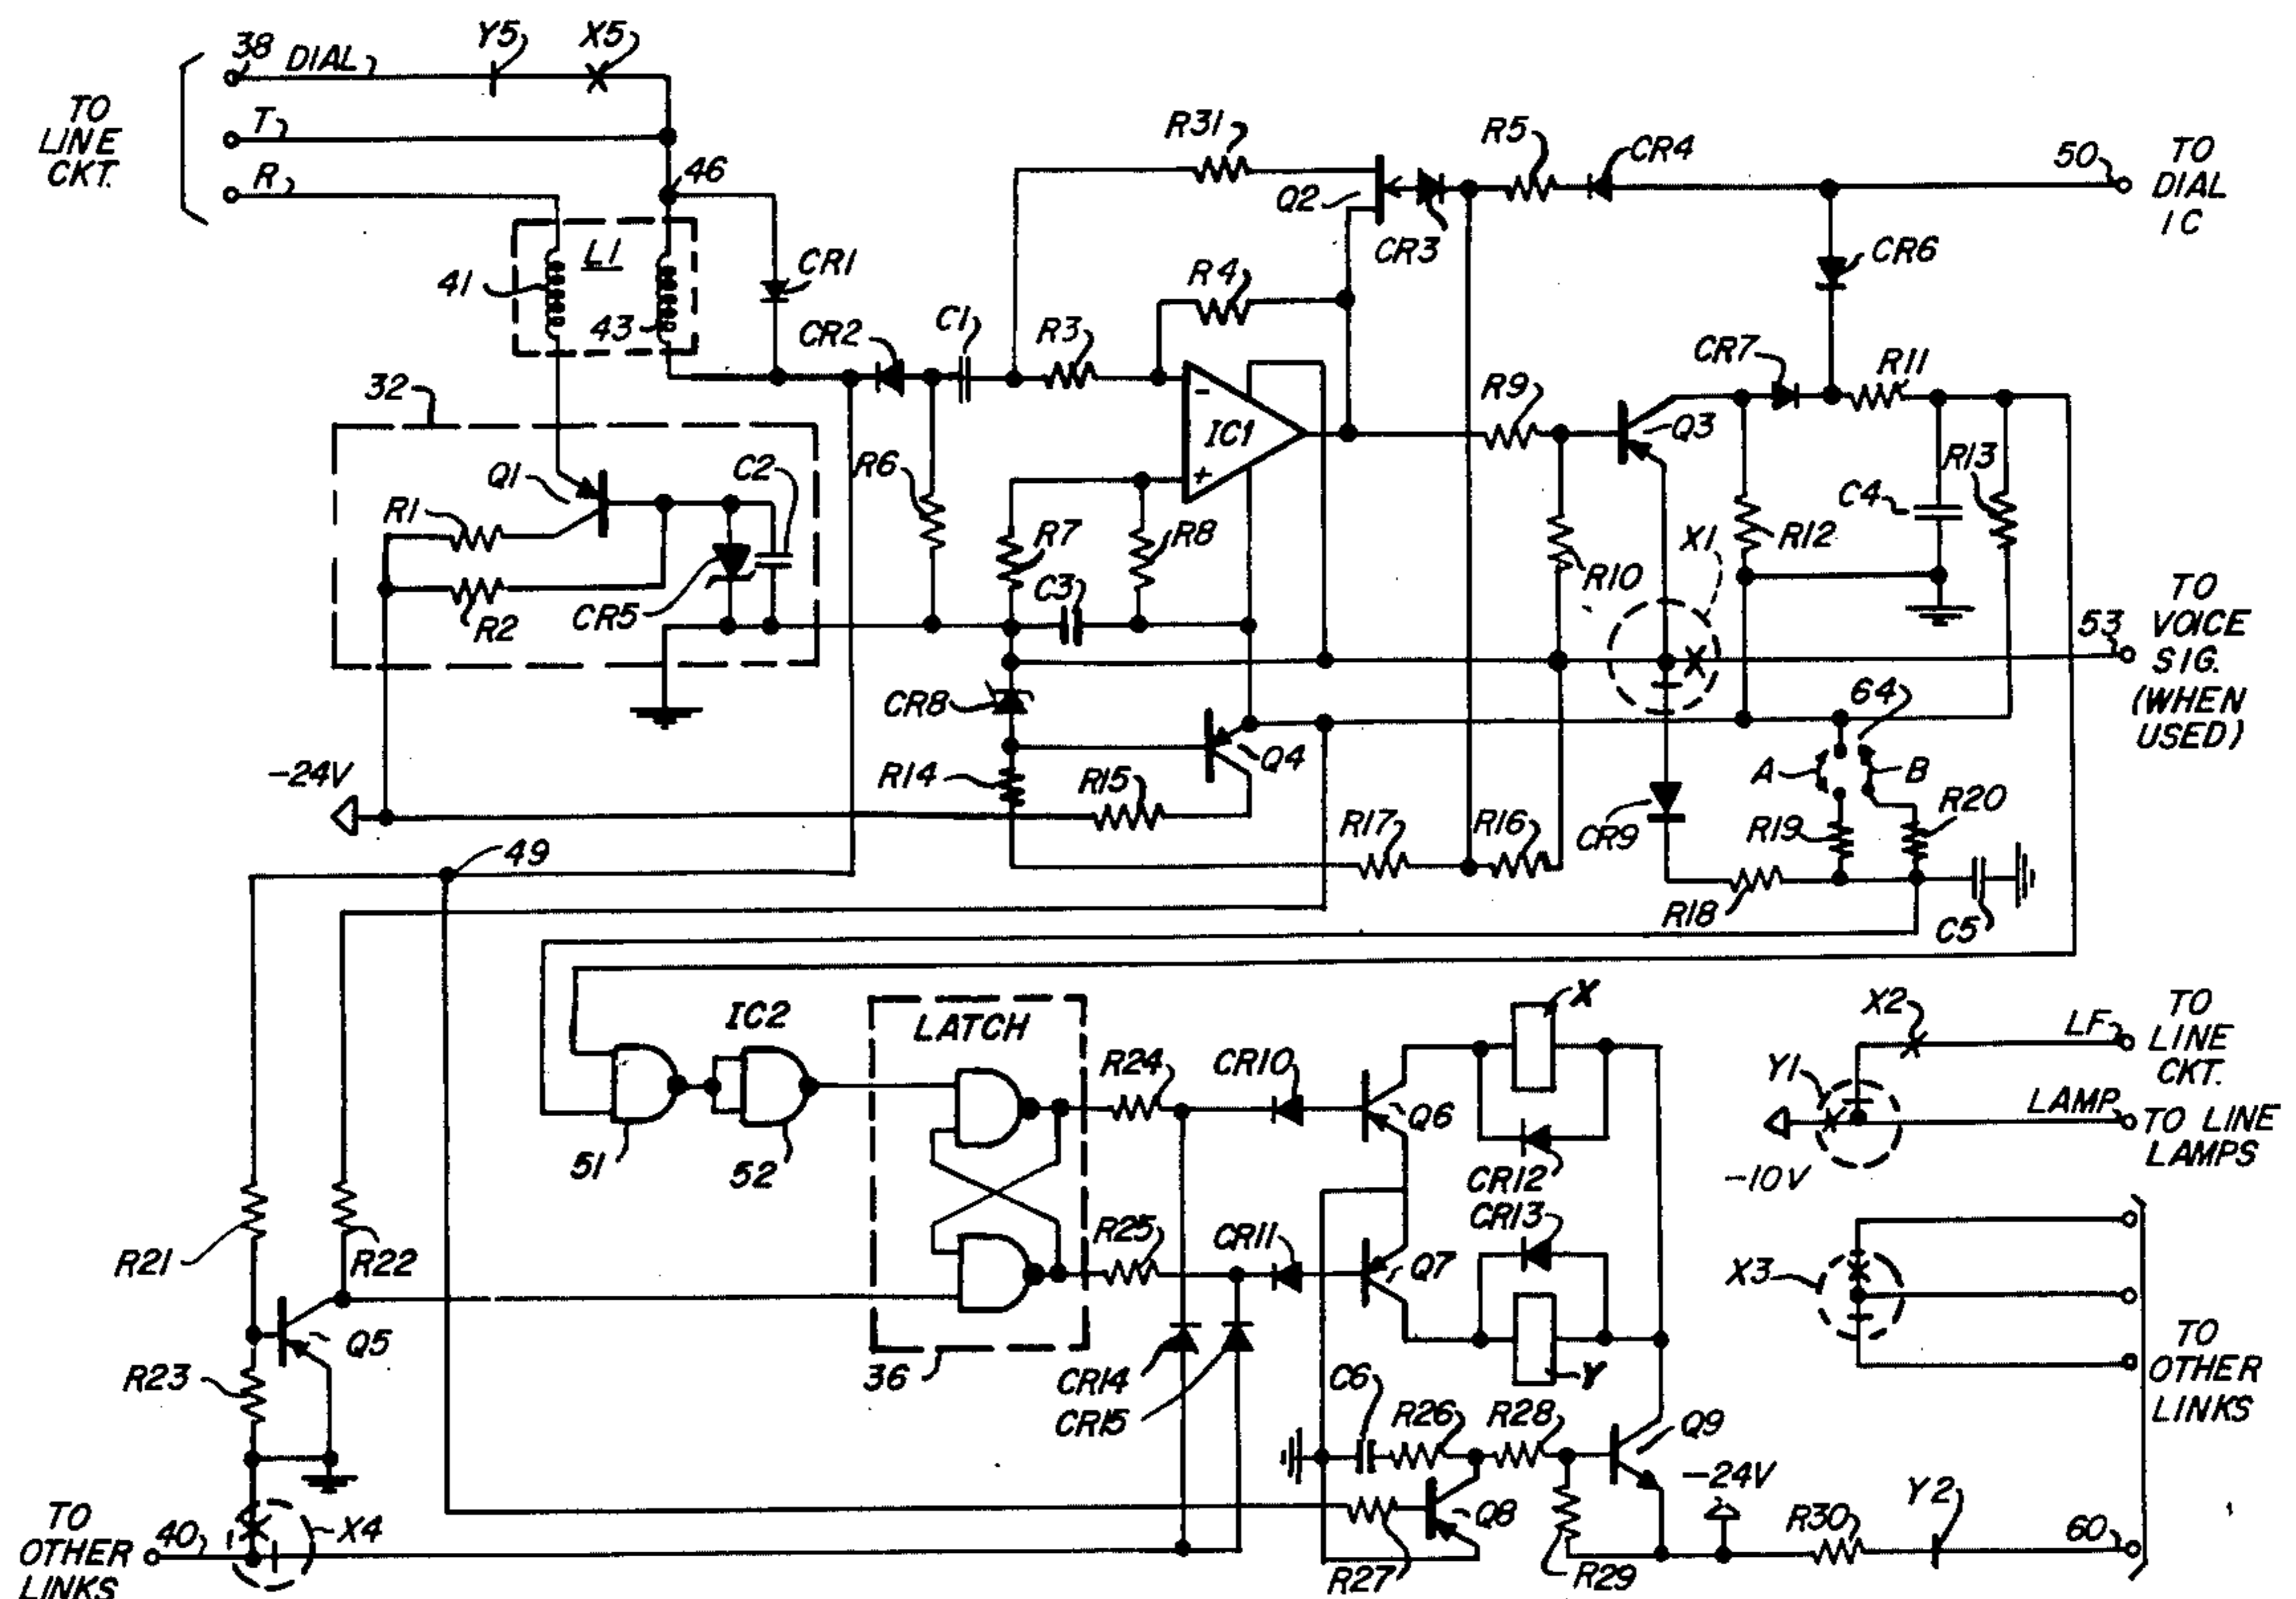 38 DIAL
Y5
X5
TO
LINE
CKT.
T
R
46
L1
41
43
CR1
R31
Q2
CR3
R5
CR4
50
TO
DIAL
IC
CR6
R4
CR2
C1
R3
CR7
R11
32
IC1
-
+
R9
Q3
R13
Q1
C2
R6
R1
R7
R8
C4
R12
X1
R10
CR5
R2
C3
53
TO
VOICE
SIG.
(WHEN
USED)
CR8
64
-24V
R14
R15
Q4
A
B
R20
R19
CR9
49
R17
R16
R18
C5
IC2
LATCH
X
X2
LF
TO
LINE
CKT.
R24
CR10
Y1
Q6
LAMP
TO LINE
LAMPS
51
52
CR12
-10V
CR13
R25
CR11
R21
R22
Q7
X3
Q5
R23
36
CR14
CR15
Y
TO
OTHER
LINKS
C6
R26
R28
Q9
-24V
TO
OTHER
LINKS
40
X4
Q8
R27
R29
R30
Y2
60